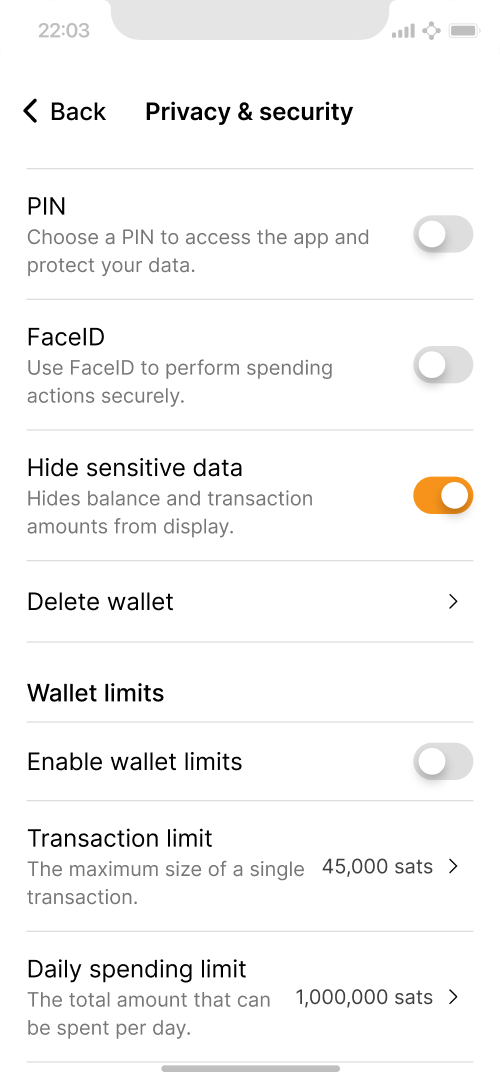 22:03
Back Privacy & security
PIN
Choose a PIN to access the app and
protect your data.
FaceID
Use FaceID to perform spending
actions securely.
Hide sensitive data
Hides balance and transaction
amounts from display.
Delete wallet
Wallet limits
Enable wallet limits
Transaction limit
The maximum size of a single 45,000 sats
transaction.
Daily spending limit
The total amount that can 1,000,000 sats
be spent per day.